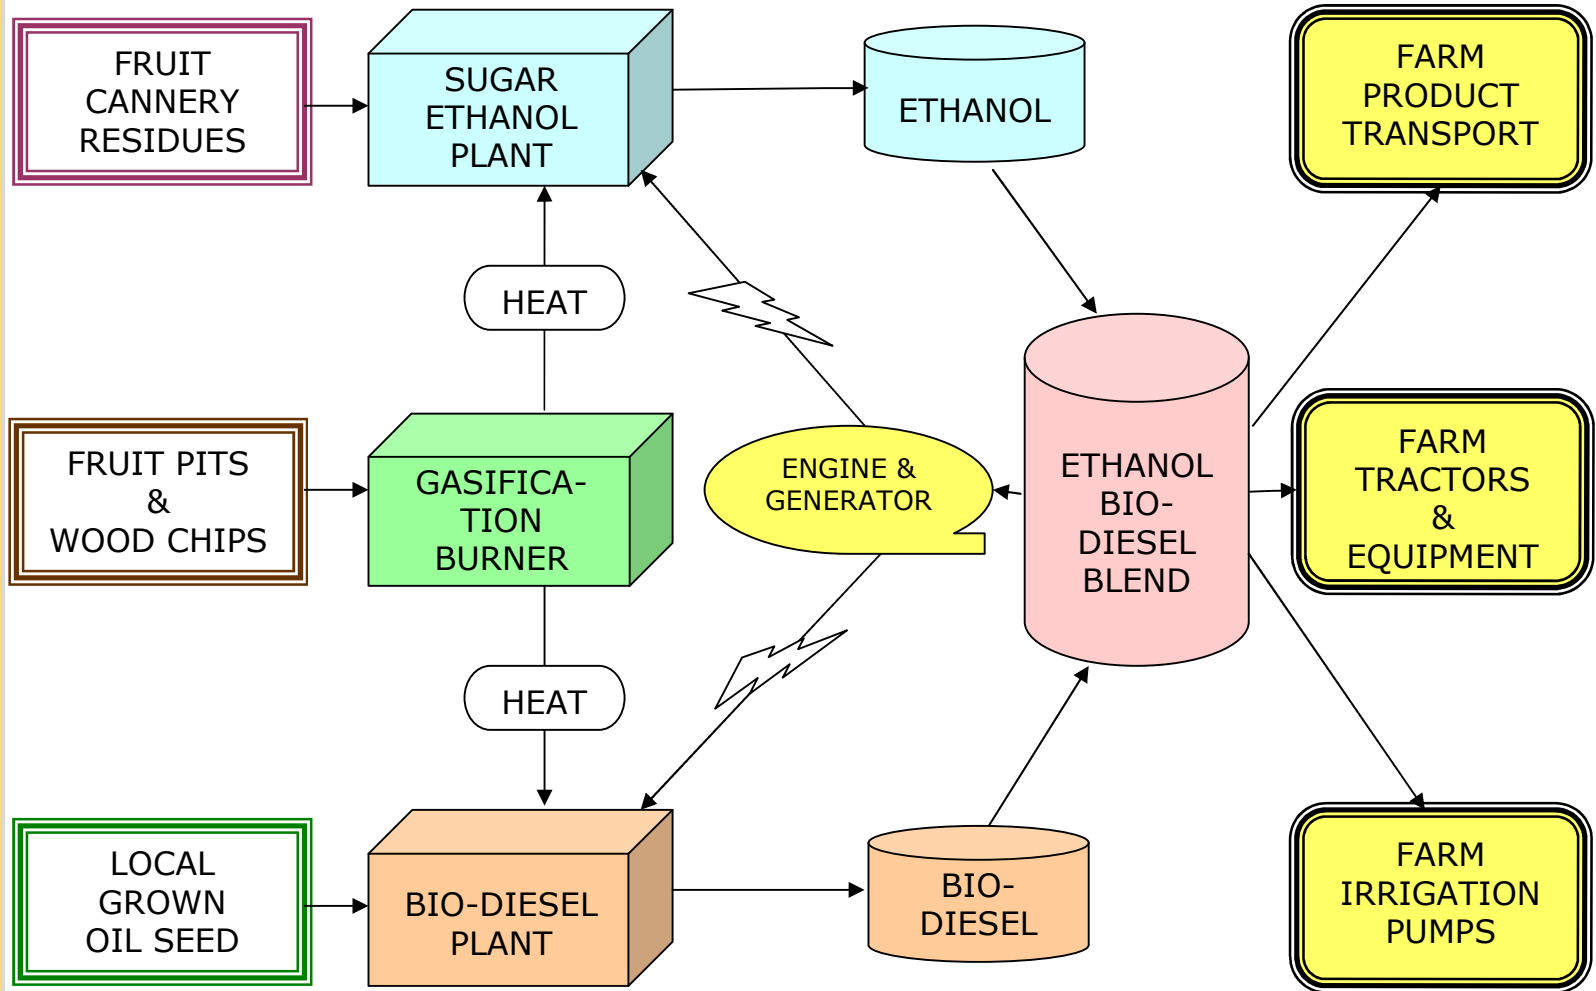 FRUIT
CANNERY
RESIDUES
SUGAR
ETHANOL
PLANT
ETHANOL
FARM
PRODUCT
TRANSPORT
HEAT
FRUIT PITS
&
WOOD CHIPS
GASIFICA-
TION
BURNER
ENGINE &
GENERATOR
ETHANOL
BIO-
DIESEL
BLEND
FARM
TRACTORS
&
EQUIPMENT
HEAT
LOCAL
GROWN
OIL SEED
BIO-DIESEL
PLANT
BIO-
DIESEL
FARM
IRRIGATION
PUMPS